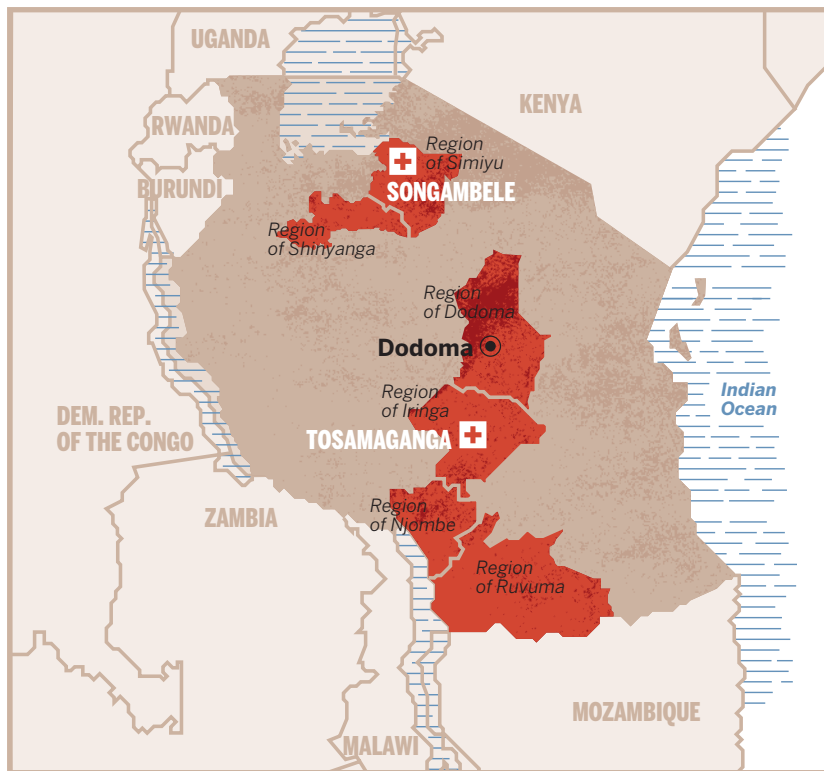 UGANDA
KENYA
RWANDA
Region
of Simiyu
BURUNDI
SONGAMBELE
Region
of Shinyanga
Region
of Dodoma
Dodoma
Region
of Iringa
Indian
Ocean
DEM. REP.
OF THE CONGO
TOSAMAGANGA
ZAMBIA
Region
of Njombe
Region
of Ruvuma
MOZAMBIQUE
MALAWI